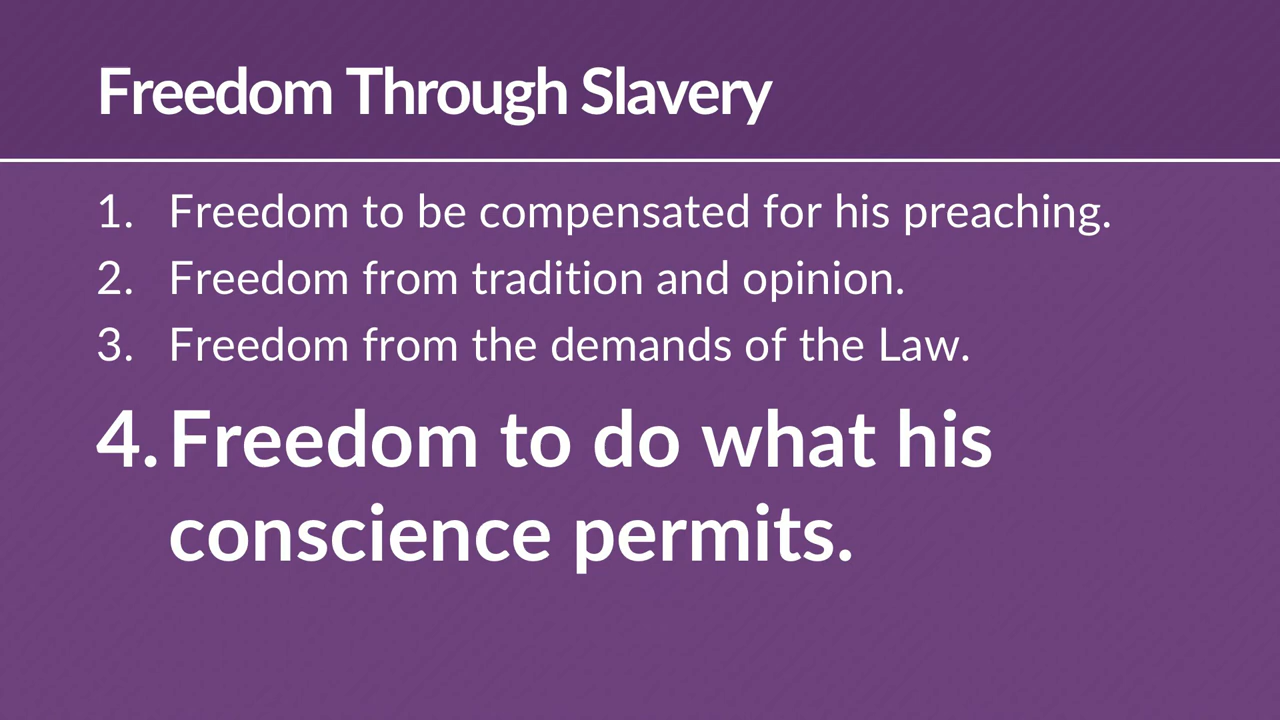 Freedom Through Slavery
1. Freedom to be compensated for his preaching.
2. Freedom from tradition and opinion.
3. Freedom from the demands of the Law.
4. Freedom to do what his
conscience permits.